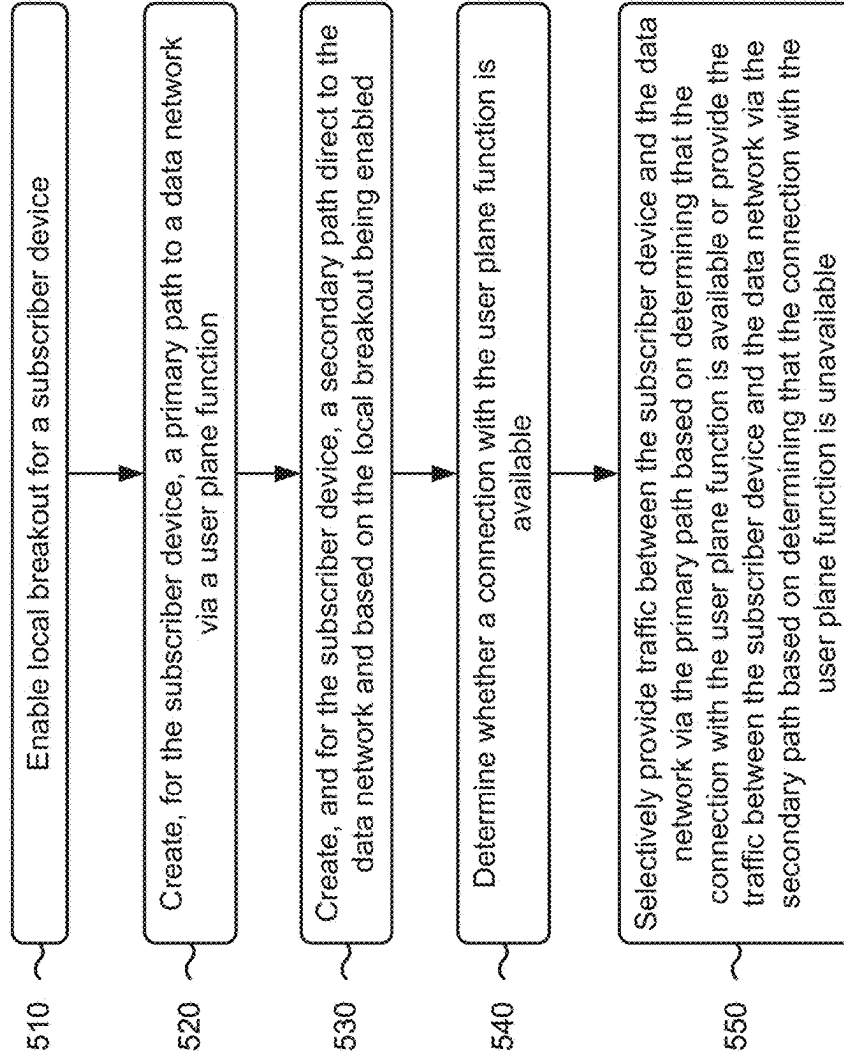 510
Enable local breakout for a subscriber device
520
Create, for the subscriber device, a primary path to a data network
via a user plane function
530
Create, and for the subscriber device, a secondary path direct to the
data network and based on the local breakout being enabled
540
Determine whether a connection with the user plane function is
available
550
Selectively provide traffic between the subscriber device and the data
network via the primary path based on determining that the
connection with the user plane function is available or provide the
traffic between the subscriber device and the data network via the
secondary path based on determining that the connection with the
user plane function is unavailable